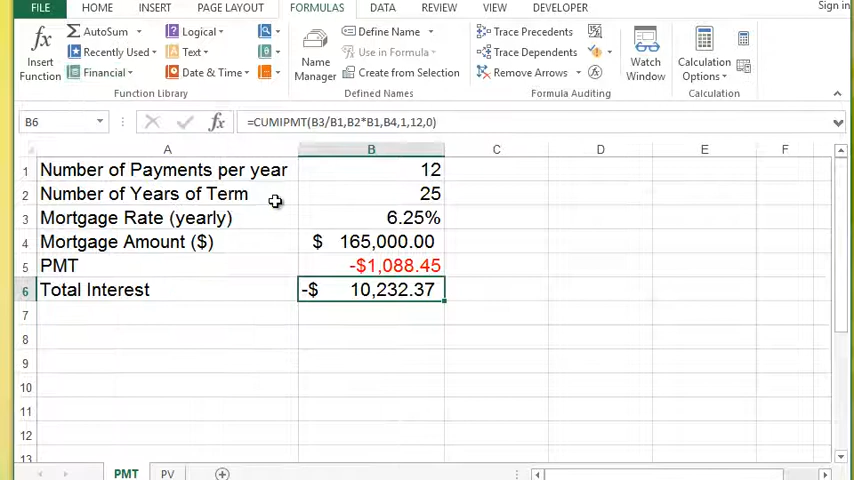 Sign in
FILE HOME INSERT PAGE LAYOUT FORMULAS DATA REVIEW VIEW DEVELOPER
fx Insert Function
AutoSum
Recently Used
Financial
Logical
Text
Date & Time
Function Library
Name Manager
Define Name
Use in Formula
Create from Selection
Defined Names
Trace Precedents
Trace Dependents
Remove Arrows
Formula Auditing
Watch Window
Calculation Options
Calculation
B6 fx =CUMIPMT(B3/B1,B2*B1,B4,1,12,0)
A B C D E F
1 Number of Payments per year 12
2 Number of Years of Term 25
3 Mortgage Rate (yearly) 6.25%
4 Mortgage Amount ($) $ 165,000.00
5 PMT -$1,088.45
6 Total Interest -$ 10,232.37
7
8
9
10
11
12
13
PMT PV